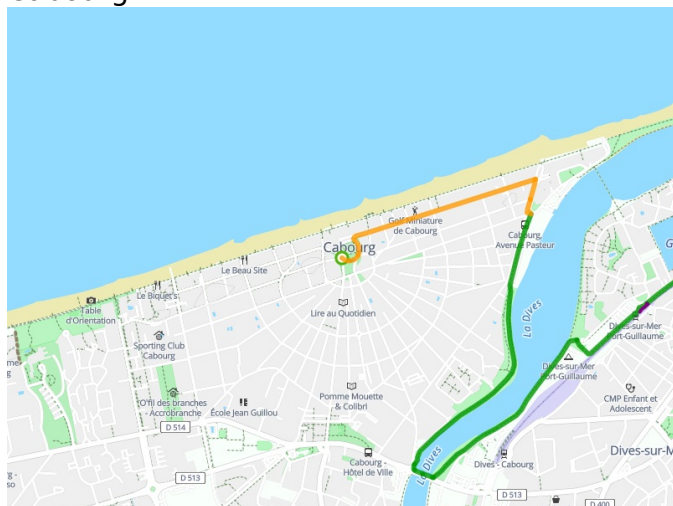 Cabourg
Golf Miniature
de Cabourg
Cabourg,
Avenue Pasteur
Le Beau Site
Le Biquet's
Table
d'Orientation
Lire au Quotidien
La Dives
Sporting Club
Cabourg
Dives-sur-Mer
Port-Guillaume
Dives-sur-Mer
Port-Guillaume
Pomme Mouette
& Colibri
O'fil des branches
- Accrobranche
École Jean Guillou
CMP Enfant et
Adolescent
D 514
Cabourg -
Hôtel de Ville
La Dives
Dives - Cabourg
Dives-sur-M
D 513
D 513
D 400